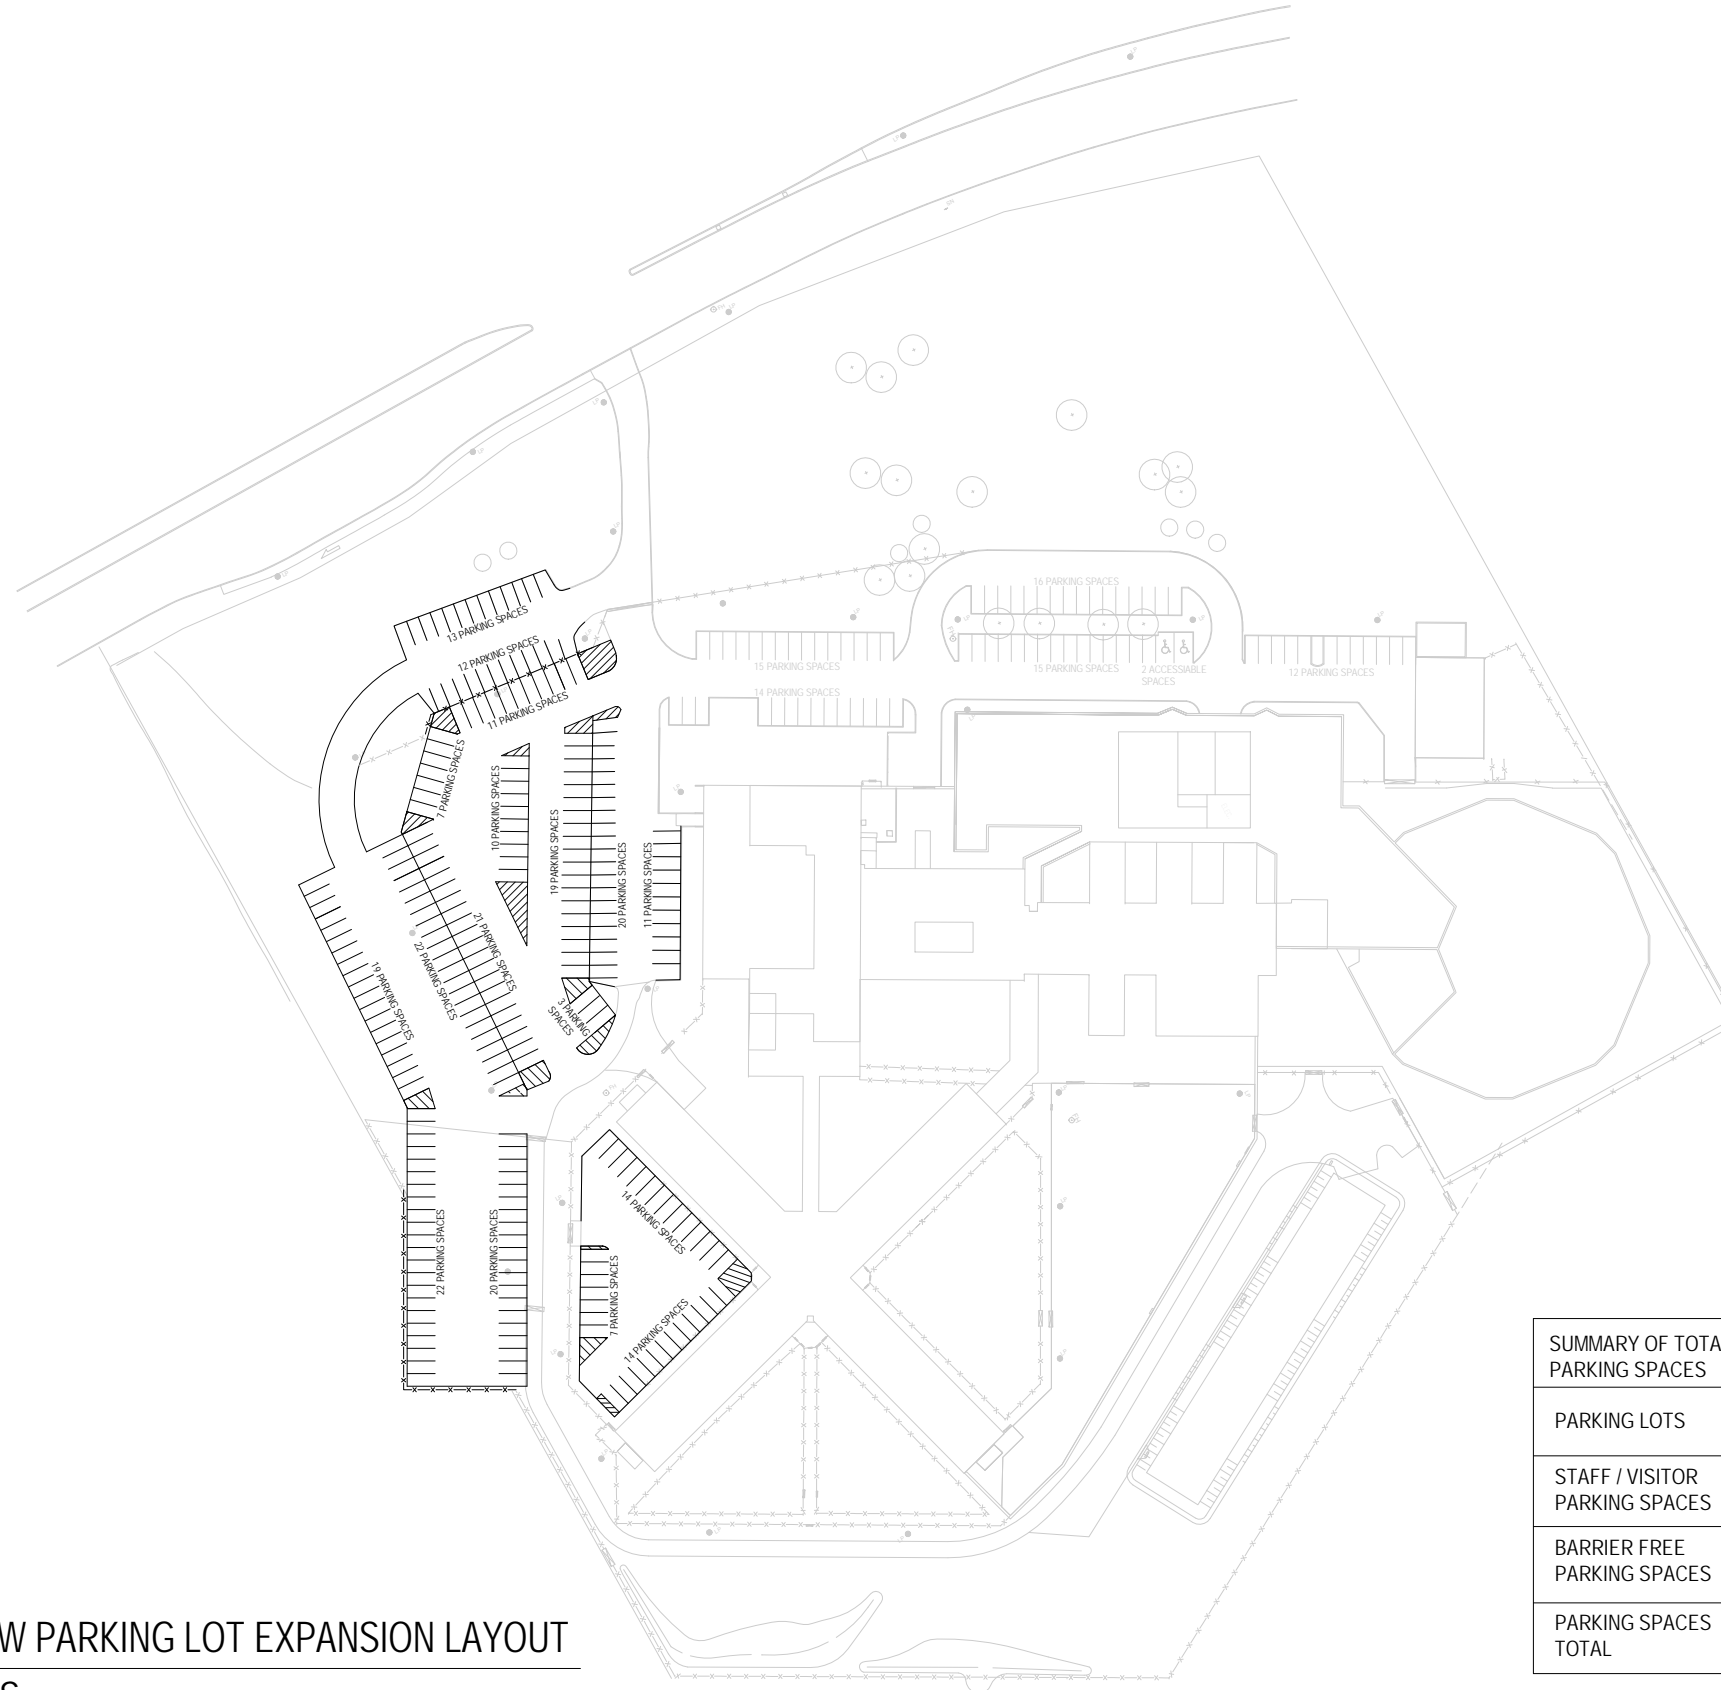 16 PARKING SPACES
13 PARKING SPACES
12 PARKING SPACES
15 PARKING SPACES
15 PARKING SPACES
2 ACCESSIABLE
SPACES
12 PARKING SPACES
14 PARKING SPACES
11 PARKING SPACES
7 PARKING SPACES
10 PARKING SPACES
19 PARKING SPACES
20 PARKING SPACES
11 PARKING SPACES
21 PARKING SPACES
22 PARKING SPACES
19 PARKING SPACES
3 PARKING
SPACES
14 PARKING SPACES
22 PARKING SPACES
20 PARKING SPACES
7 PARKING SPACES
14 PARKING SPACES
SUMMARY OF TOTA
PARKING SPACES
PARKING LOTS
STAFF / VISITOR
PARKING SPACES
BARRIER FREE
PARKING SPACES
PARKING SPACES
TOTAL
W PARKING LOT EXPANSION LAYOUT
S